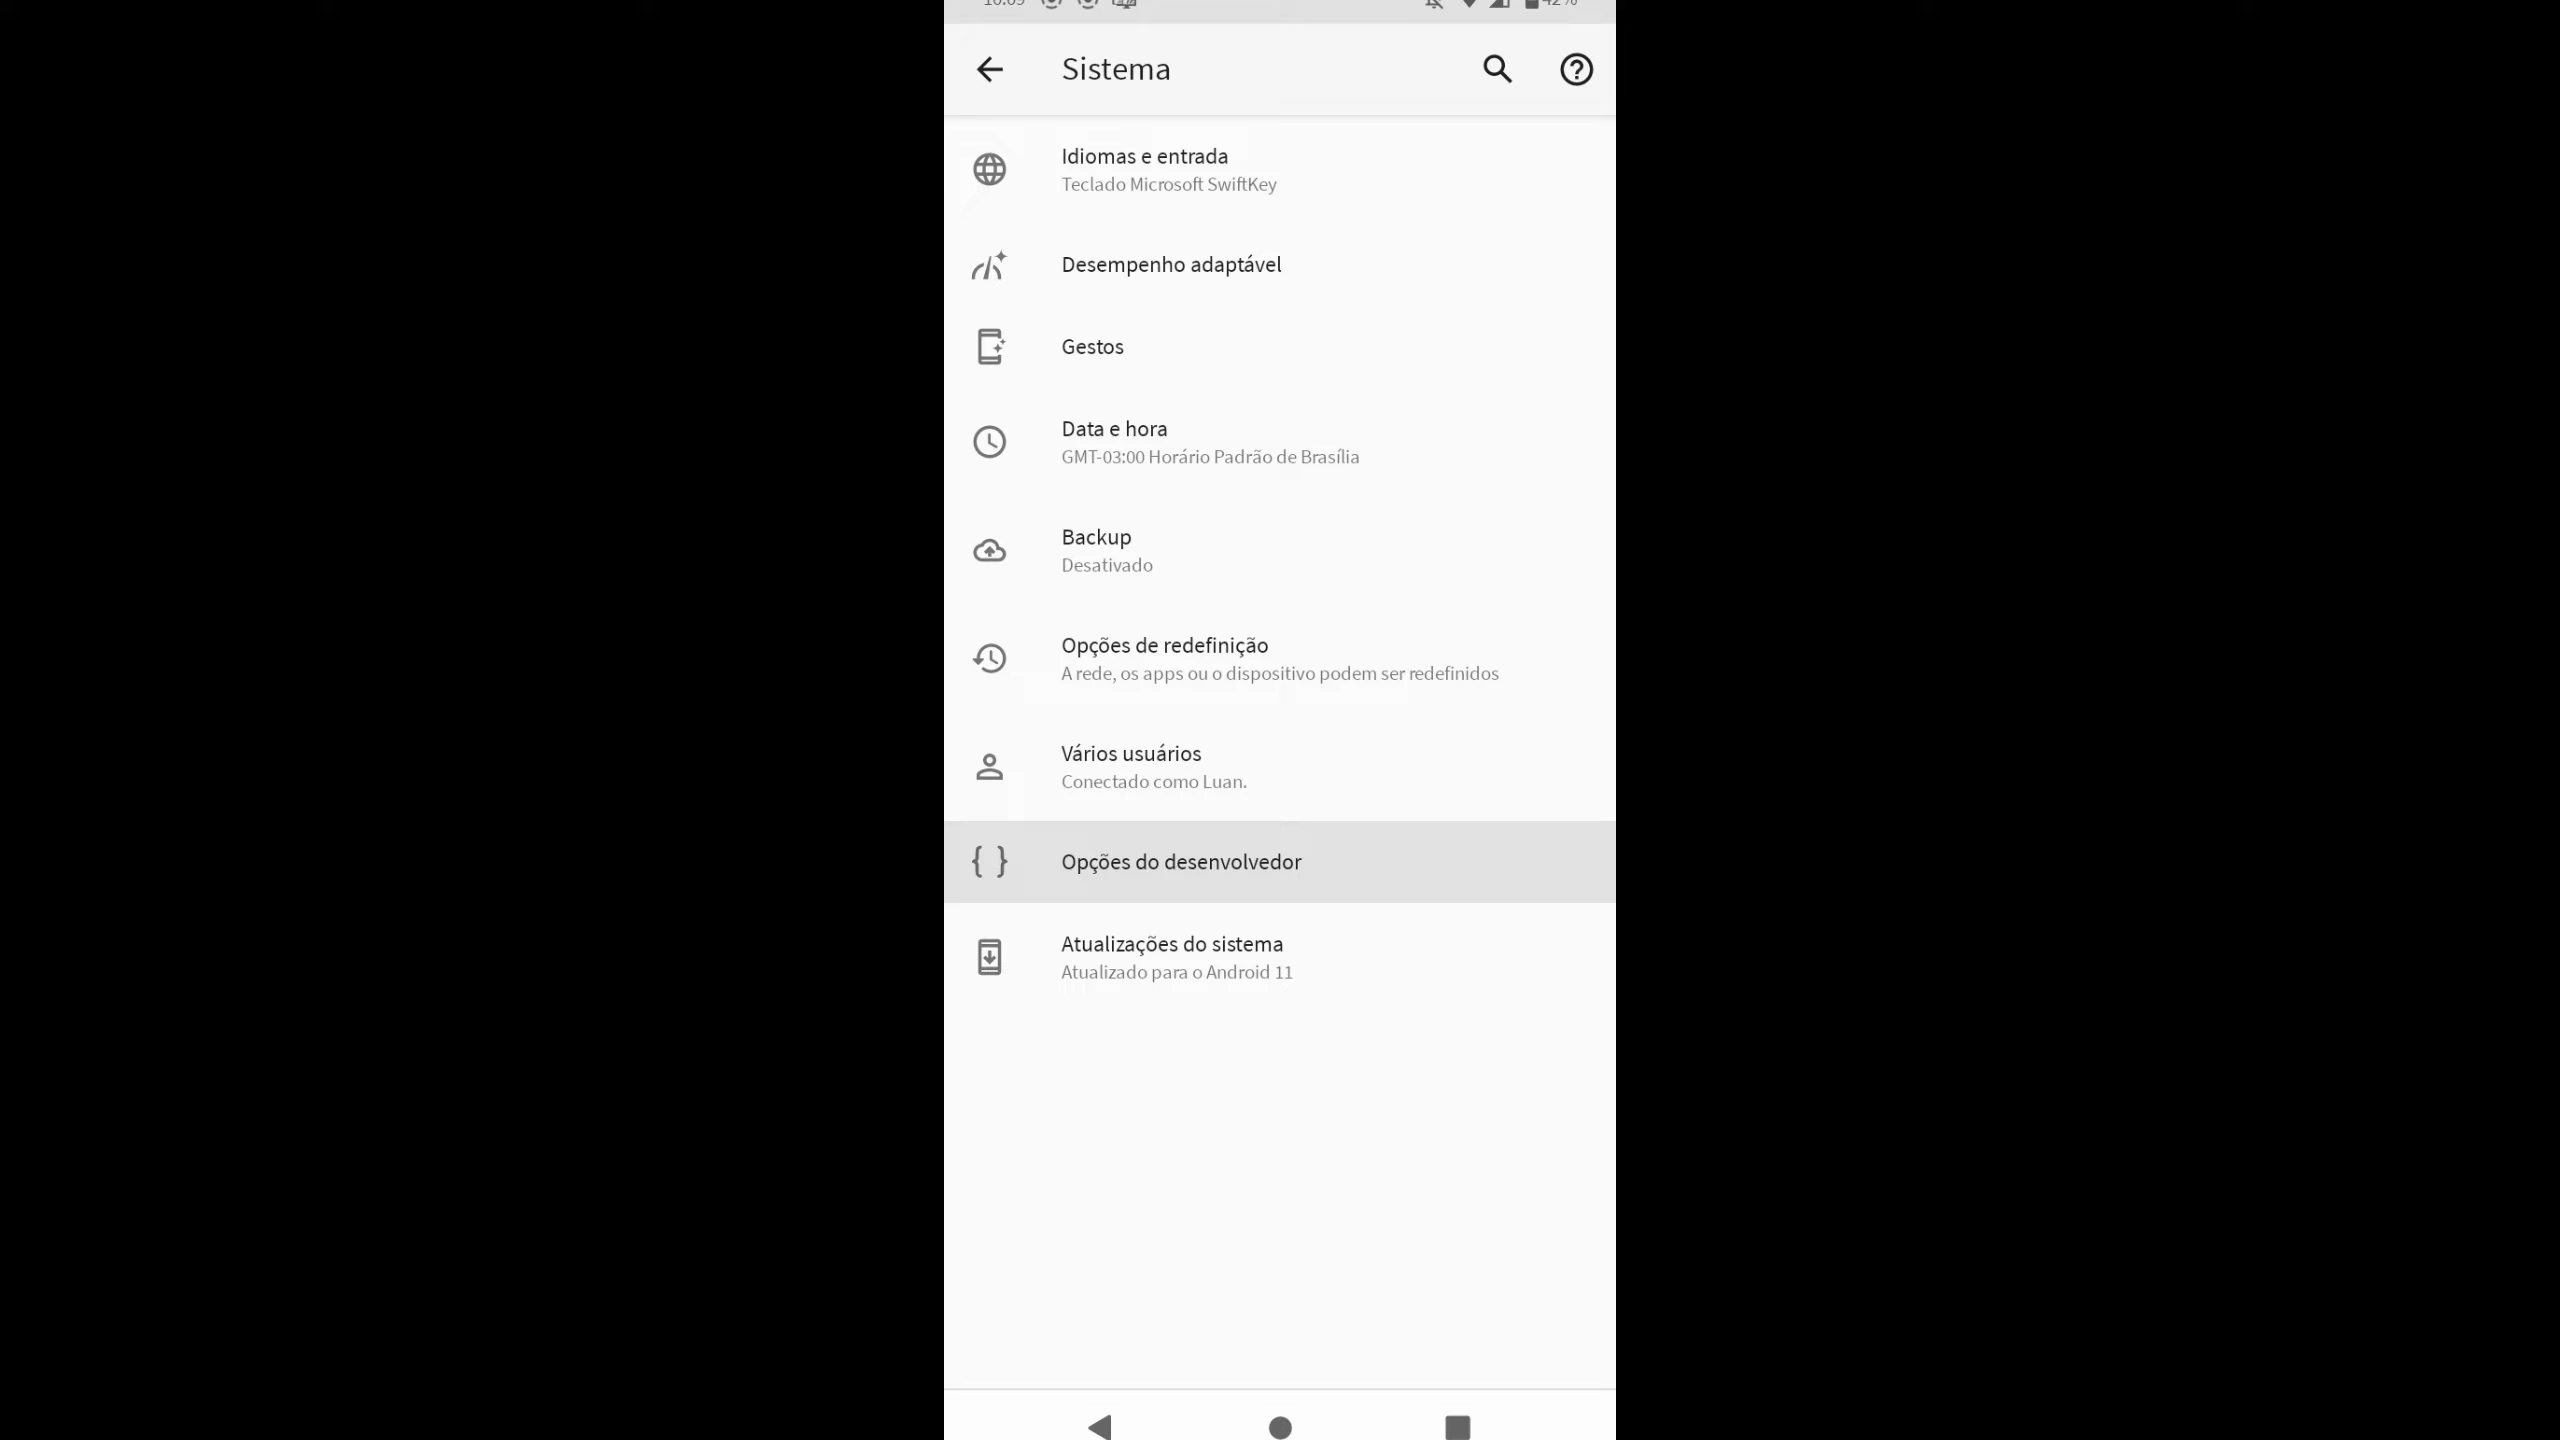 Sistema
Idiomas e entrada
Teclado Microsoft SwiftKey
Desempenho adaptável
Gestos
Data e hora
GMT-03:00 Horário Padrão de Brasília
Backup
Desativado
Opções de redefinição
A rede, os apps ou o dispositivo podem ser redefinidos
Vários usuários
Conectado como Luan.
Opções do desenvolvedor
Atualizações do sistema
Atualizado para o Android 11